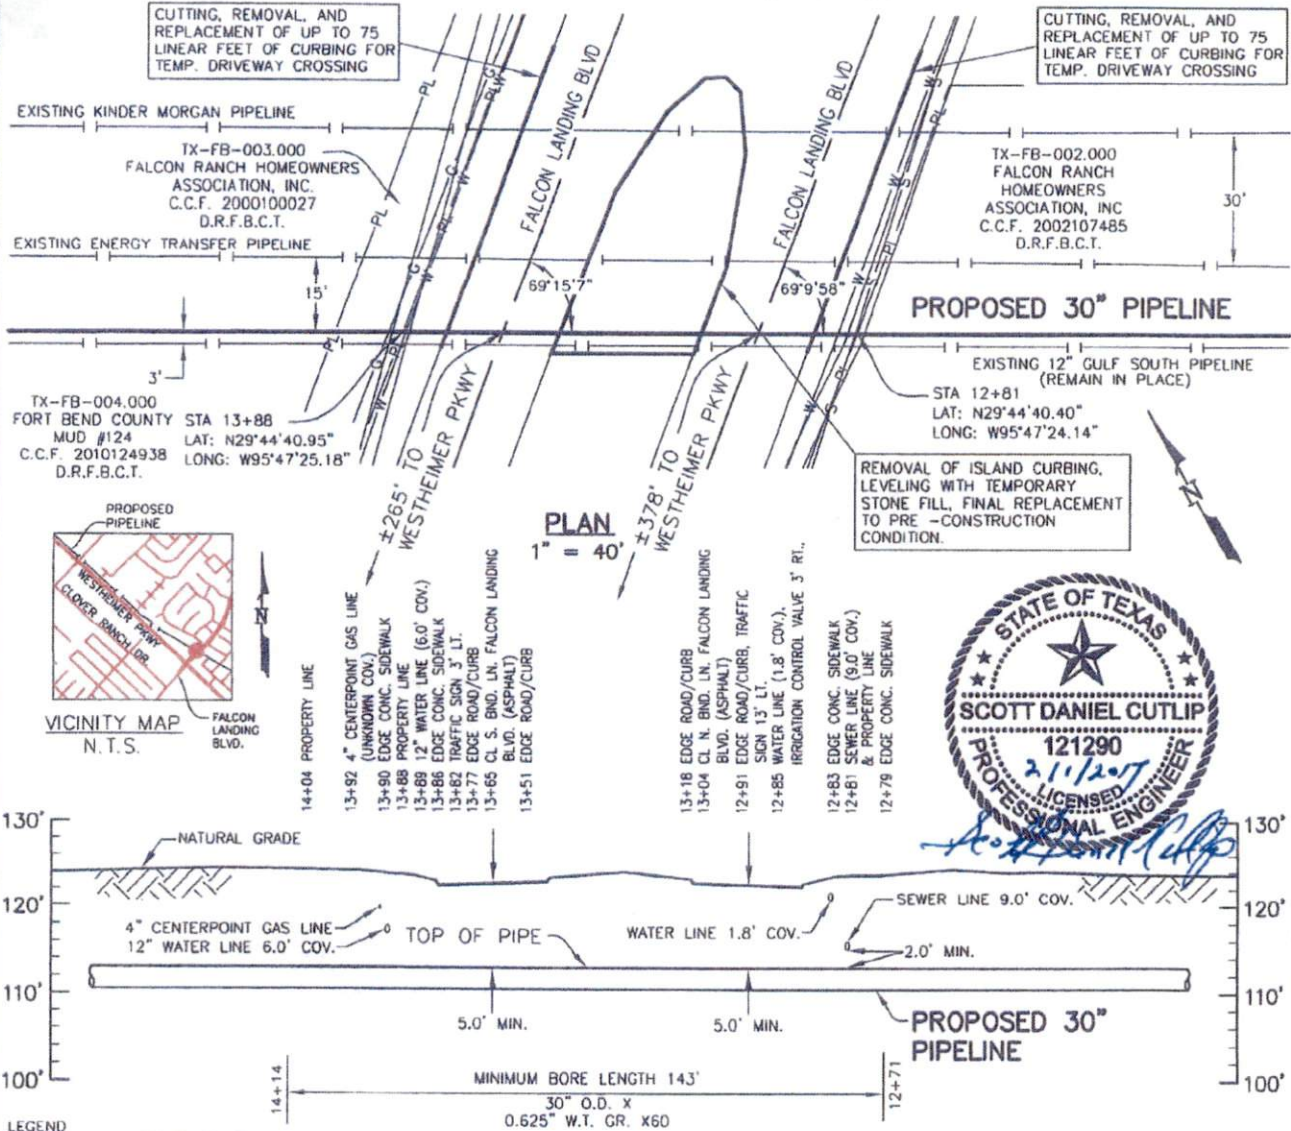 CUTTING, REMOVAL, AND
REPLACEMENT OF UP TO 75
LINEAR FEET OF CURBING FOR
TEMP. DRIVEWAY CROSSING
CUTTING, REMOVAL, AND
REPLACEMENT OF UP TO 75
LINEAR FEET OF CURBING FOR
TEMP. DRIVEWAY CROSSING
FALCON LANDING BLVD
FALCON LANDING BLVD
EXISTING KINDER MORGAN PIPELINE
TX-FB-003.000
FALCON RANCH HOMEOWNERS
ASSOCIATION, INC.
C.C.F. 2000100027
D.R.F.B.C.T.
TX-FB-002.000
FALCON RANCH
HOMEOWNERS
ASSOCIATION, INC
C.C.F. 2002107485
D.R.F.B.C.T.
30'
EXISTING ENERGY TRANSFER PIPELINE
15'
69°15'7"
69°9'58"
PROPOSED 30" PIPELINE
3'
EXISTING 12" GULF SOUTH PIPELINE
(REMAIN IN PLACE)
TX-FB-004.000
FORT BEND COUNTY
MUD #124
C.C.F. 2010124938
D.R.F.B.C.T.
STA 13+88
LAT: N29°44'40.95"
LONG: W95°47'25.18"
STA 12+81
LAT: N29°44'40.40"
LONG: W95°47'24.14"
±265' TO
WESTHEIMER PKWY
±378' TO
WESTHEIMER PKWY
REMOVAL OF ISLAND CURBING,
LEVELING WITH TEMPORARY
STONE FILL, FINAL REPLACEMENT
TO PRE -CONSTRUCTION
CONDITION.
N
PLAN
1" = 40'
PROPOSED
PIPELINE
WESTHEIMER PKWY
CLOVER RANCH DR.
FALCON
LANDING
BLVD.
VICINITY MAP
N.T.S.
N
14+04 PROPERTY LINE
13+92 4" CENTERPOINT GAS LINE
(UNKNOWN COV.)
13+90 EDGE CONC. SIDEWALK
13+88 PROPERTY LINE
13+89 12" WATER LINE (6.0' COV.)
13+86 EDGE CONC. SIDEWALK
13+82 TRAFFIC SIGN 3' LT.
13+77 EDGE ROAD/CURB
13+65 CL S. BND. LN. FALCON LANDING
BLVD. (ASPHALT)
13+51 EDGE ROAD/CURB
13+18 EDGE ROAD/CURB
13+04 CL N. BND. LN. FALCON LANDING
BLVD. (ASPHALT)
12+91 EDGE ROAD/CURB, TRAFFIC
SIGN 13' LT.
12+85 WATER LINE (1.8' COV.).
IRRIGATION CONTROL VALVE 3' RT.,
12+83 EDGE CONC. SIDEWALK
12+81 SEWER LINE (9.0' COV.)
& PROPERTY LINE
12+79 EDGE CONC. SIDEWALK
STATE OF TEXAS
SCOTT DANIEL CUTLIP
121290
2/1/2017
LICENSED
PROFESSIONAL ENGINEER
Scott Daniel Cutlip
130'
120'
110'
100'
130'
120'
110'
100'
NATURAL GRADE
4" CENTERPOINT GAS LINE
12" WATER LINE 6.0' COV.
TOP OF PIPE
WATER LINE 1.8' COV.
SEWER LINE 9.0' COV.
2.0' MIN.
5.0' MIN.
5.0' MIN.
PROPOSED 30"
PIPELINE
14+14
MINIMUM BORE LENGTH 143'
30" O.D. X
0.625" W.T. GR. X60
12+71
LEGEND